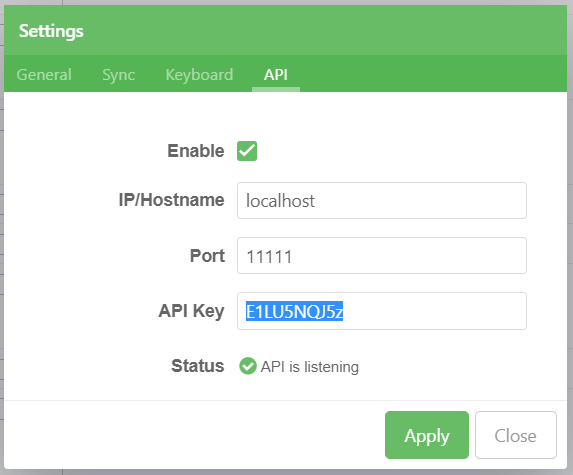 Settings
General Sync Keyboard API
Enable
IP/Hostname localhost
Port 11111
API Key E1LU5NQJ5z
Status API is listening
Apply Close